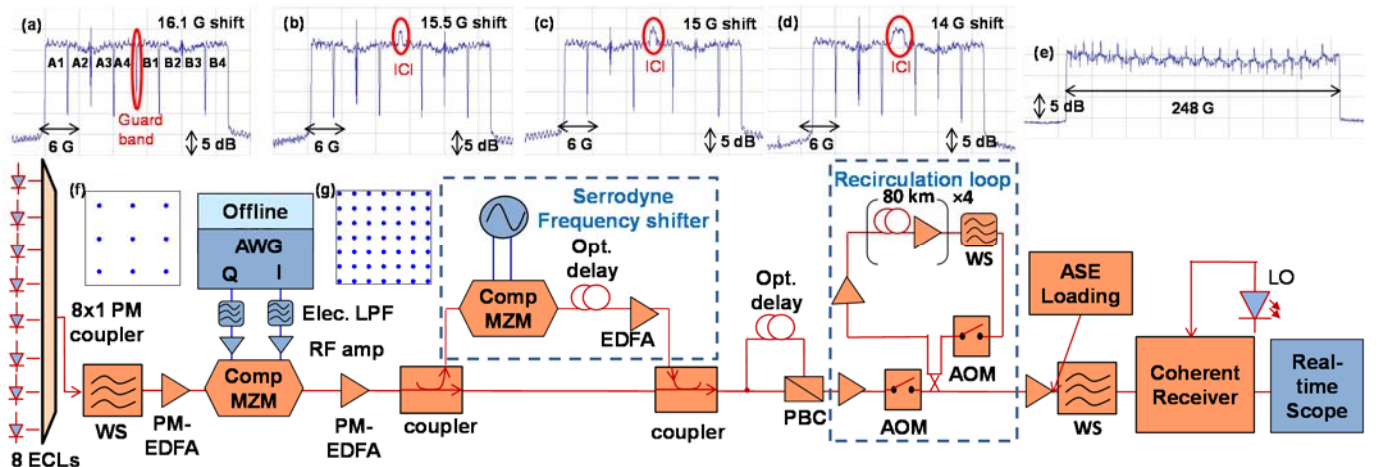 (a)
16.1 G shift
A1 A2 A3 A4 B1 B2 B3 B4
Guard
band
6 G
5 dB
(b)
15.5 G shift
ICI
6 G
5 dB
(c)
15 G shift
ICI
6 G
5 dB
(d)
14 G shift
ICI
6 G
5 dB
(e)
5 dB
248 G
(f)
8x1 PM
coupler
8 ECLs
WS
PM-
EDFA
Offline
AWG
Q I
Elec. LPF
RF amp
Comp
MZM
(g)
PM-
EDFA
coupler
Serrodyne
Frequency shifter
Comp
MZM
Opt.
delay
EDFA
coupler
Opt.
delay
PBC
Recirculation loop
80 km ×4
WS
AOM
AOM
ASE
Loading
WS
LO
Coherent
Receiver
Real-
time
Scope